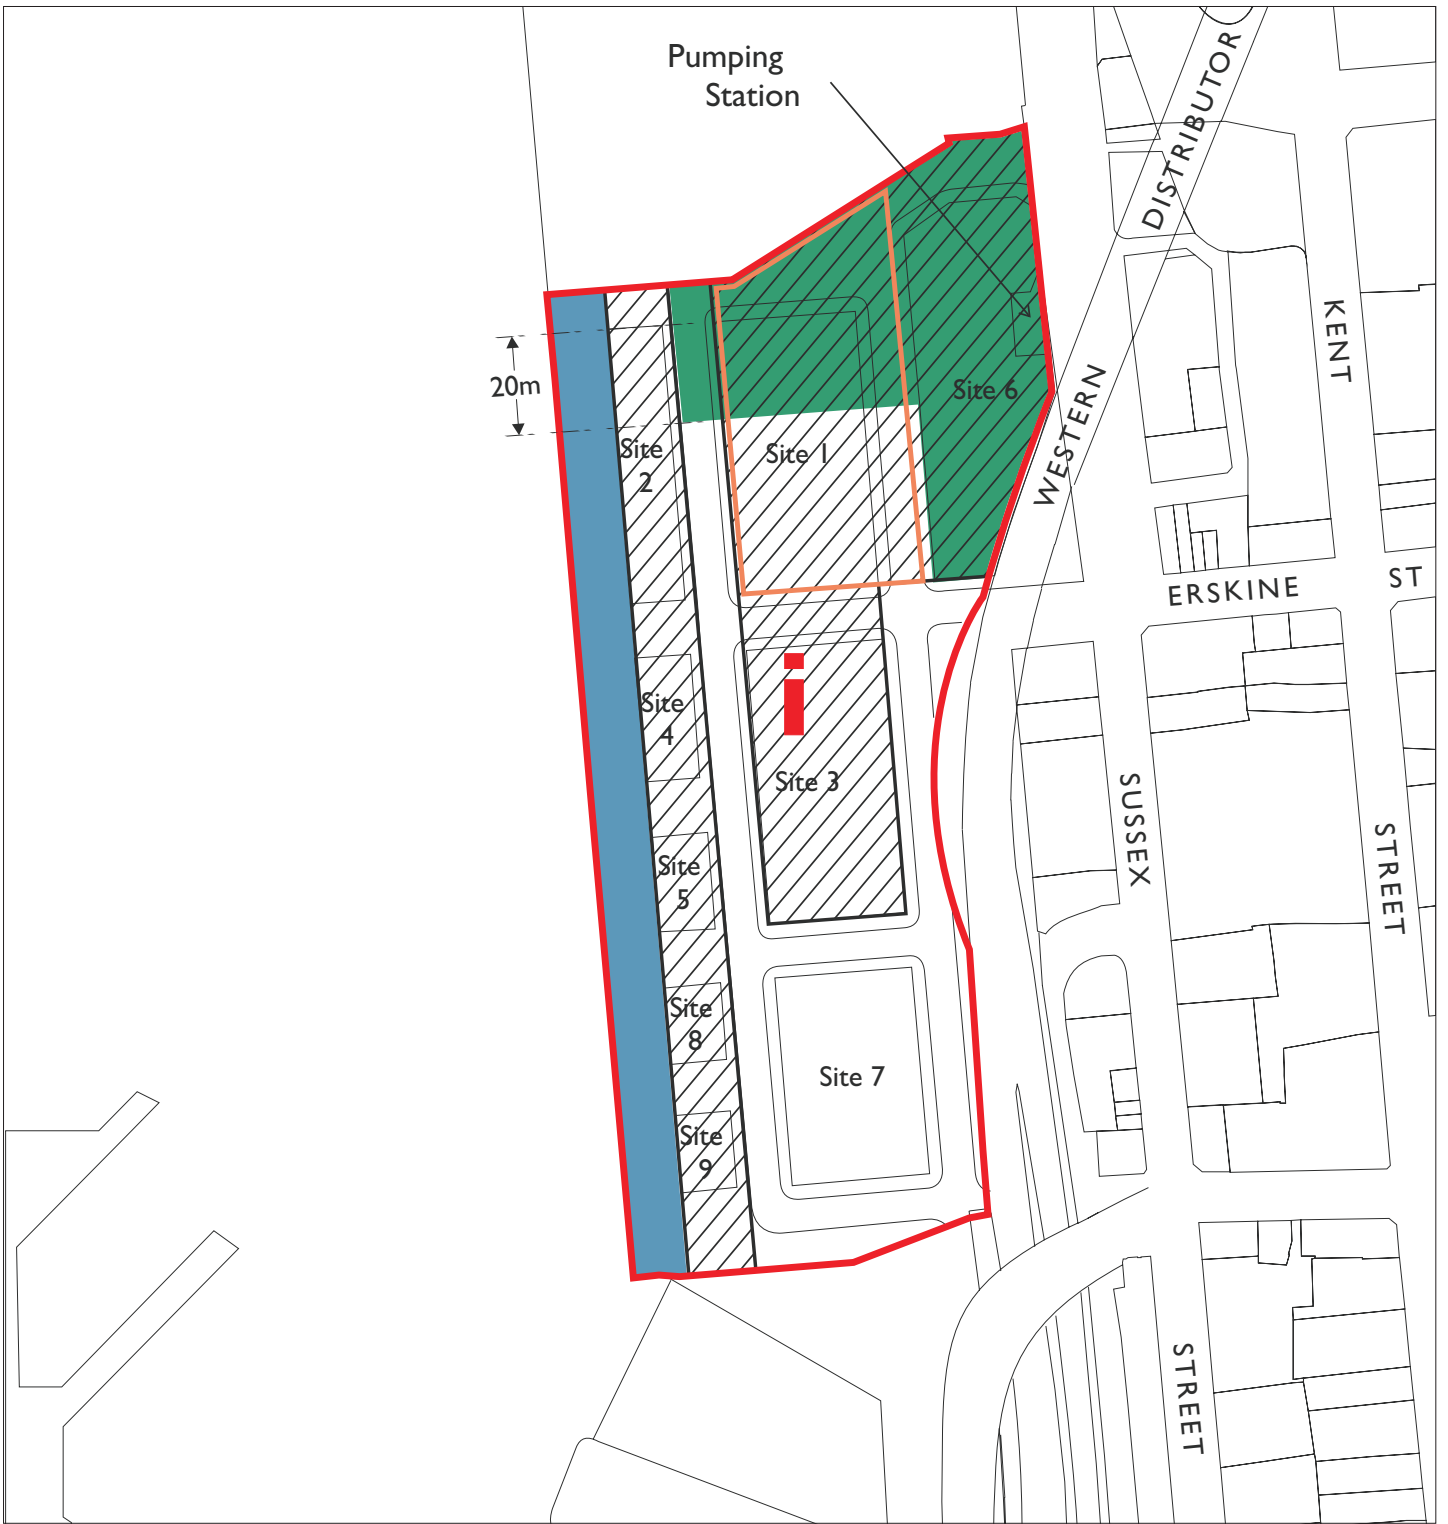 Pumping
Station
DISTRIBUTOR
WESTERN
KENT
20m
Site 6
Site
2
Site 1
ERSKINE
ST
Site
4
i
Site 3
SUSSEX
STREET
Site
5
Site
8
Site 7
Site
9
STREET